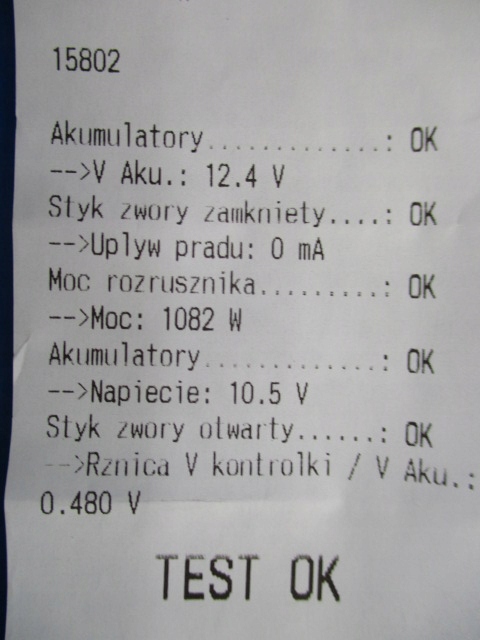 15802
Akumulatory.............: OK
-->V Aku.: 12.4 V
Styk zwory zamkniety....: OK
-->Uplyw pradu: 0 mA
Moc rozrusznika.........: OK
-->Moc: 1082 W
Akumulatory.............: OK
-->Napiecie: 10.5 V
Styk zwory otwarty......: OK
-->Rznica V kontrolki / V Aku.:
0.480 V
TEST OK